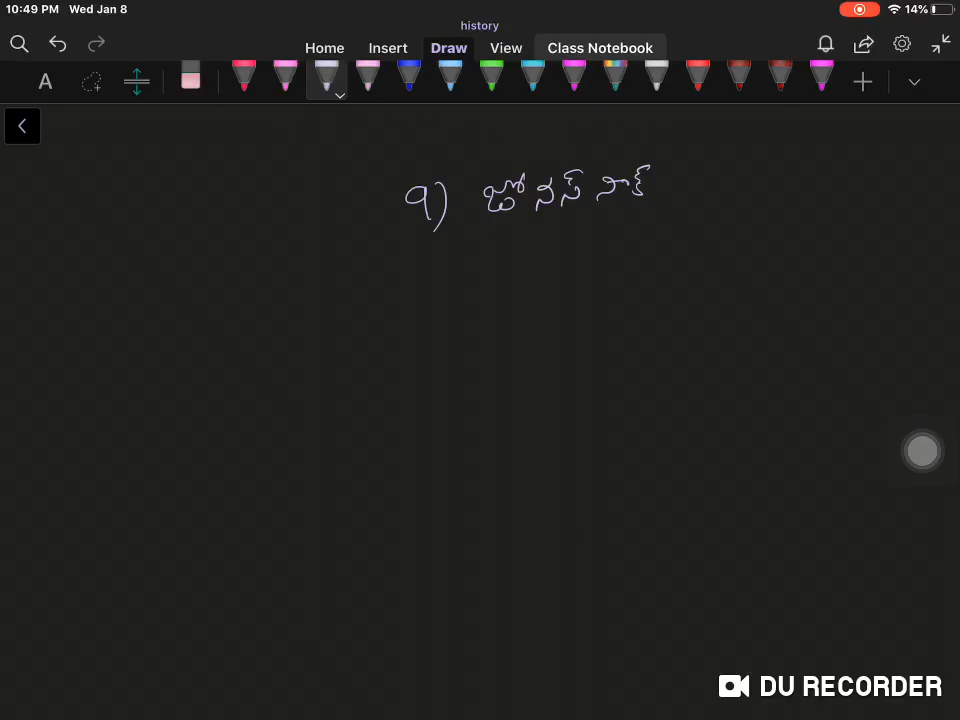 10:49 PM Wed Jan 8
14%
history
Home Insert Draw View Class Notebook
A
9) జోనస్ సాక్
DU RECORDER